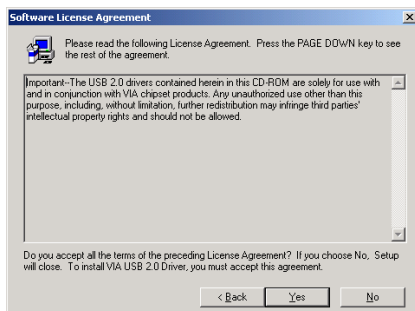 Software License Agreement
Please read the following License Agreement. Press the PAGE DOWN key to see
the rest of the agreement.
Important--The USB 2.0 drivers contained herein in this CD-ROM are solely for use with
and in conjunction with VIA chipset products. Any unauthorized use other than this
purpose, including, without limitation, further redistribution may infringe third parties'
intellectual property rights and should not be allowed.
Do you accept all the terms of the preceding License Agreement? If you choose No, Setup
will close. To install VIA USB 2.0 Driver, you must accept this agreement.
< Back Yes No